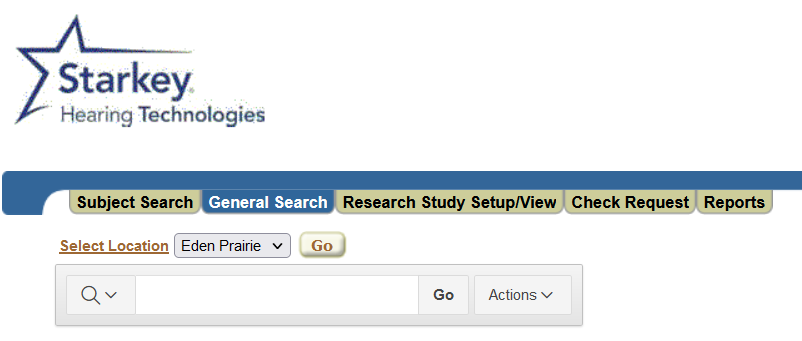 Starkey
Hearing Technologies
Subject Search General Search Research Study Setup/View Check Request Reports
Select Location Eden Prairie Go
Go Actions